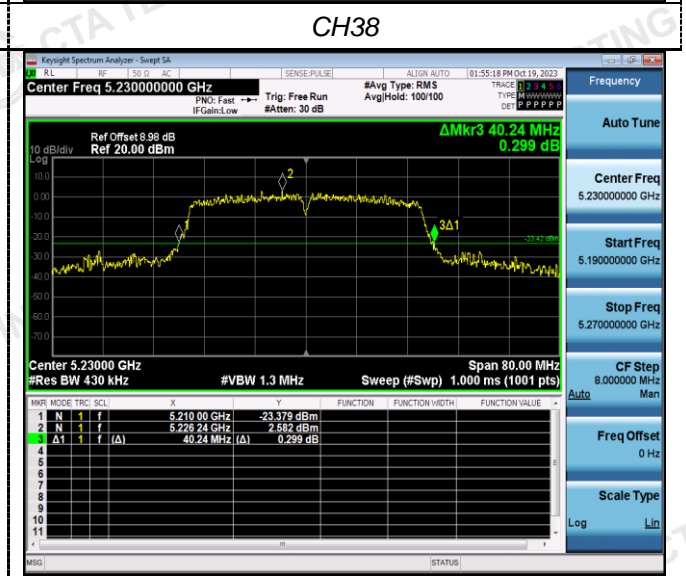 CH38
Keysight Spectrum Analyzer - Swept SA
RL RF 50 Ω AC SENSE:PULSE ALIGN AUTO 01:55:18 PM Oct 19, 2023
Center Freq 5.230000000 GHz
PNO: Fast
IFGain:Low
Trig: Free Run
#Atten: 30 dB
#Avg Type: RMS
Avg|Hold: 100/100
TRACE 1 2 3 4 5 6
TYPE M WWWWW
DET P P P P P P
Ref Offset 8.98 dB
10 dB/div Ref 20.00 dBm
Log
ΔMkr3 40.24 MHz
0.299 dB
10.0
0.00
-10.0
-20.0
-30.0
-40.0
-50.0
-60.0
-70.0
1
2
3Δ1
-23.42 dBm
Center 5.23000 GHz Span 80.00 MHz
#Res BW 430 kHz #VBW 1.3 MHz Sweep (#Swp) 1.000 ms (1001 pts)
MKR MODE TRC SCL X Y FUNCTION FUNCTION WIDTH FUNCTION VALUE
1 N 1 f 5.210 00 GHz -23.379 dBm
2 N 1 f 5.226 24 GHz 2.582 dBm
3 Δ1 1 f (Δ) 40.24 MHz (Δ) 0.299 dB
4
5
6
7
8
9
10
11
MSG STATUS
Frequency
Auto Tune
Center Freq
5.230000000 GHz
Start Freq
5.190000000 GHz
Stop Freq
5.270000000 GHz
CF Step
8.000000 MHz
Auto Man
Freq Offset
0 Hz
Scale Type
Log Lin